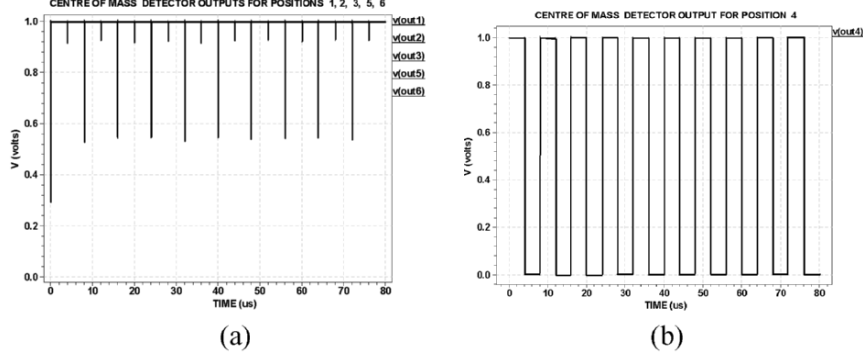 CENTRE OF MASS DETECTOR OUTPUTS FOR POSITIONS 1, 2, 3, 5, 6
1.0
0.8
0.6
0.4
0.2
0.0
V (volts)
0 10 20 30 40 50 60 70 80
TIME (us)
v(out1)
v(out2)
v(out3)
v(out5)
v(out6)
(a)
CENTRE OF MASS DETECTOR OUTPUT FOR POSITION 4
1.0
0.8
0.6
0.4
0.2
0.0
V (volts)
0 10 20 30 40 50 60 70 80
TIME (us)
v(out4)
(b)